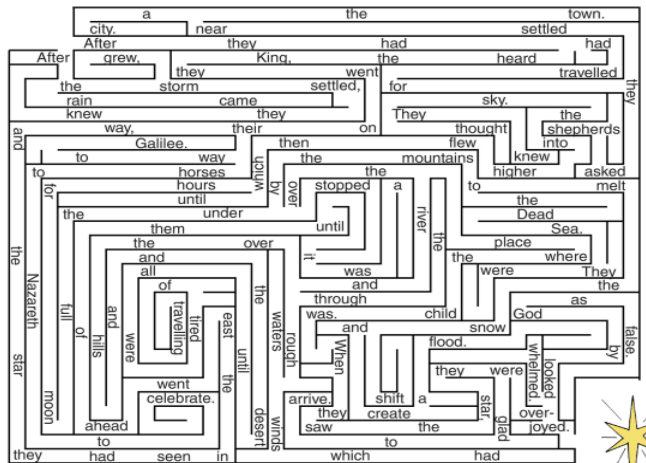 a the town.
city. near settled
After they had had
After grew, King, the heard
they went travelled
the storm settled, for they
rain came sky.
knew they They the
and way, their on thought shepherds
Galilee. then flew into
to way which the mountains knew
to horses by over the higher asked
for hours stopped a to melt
until river the
the under the Dead
them until Sea.
the over it place
and the where
all was were They
of the and the
the Nazareth through as
star full of hills and were travelling tired east until waters rough was. child God
and snow by false.
When flood. looked whelmed.
went they were
celebrate. the arrive. shift a star, over-
moon ahead desert winds they create glad joyed.
to saw the
to
they had seen in which had